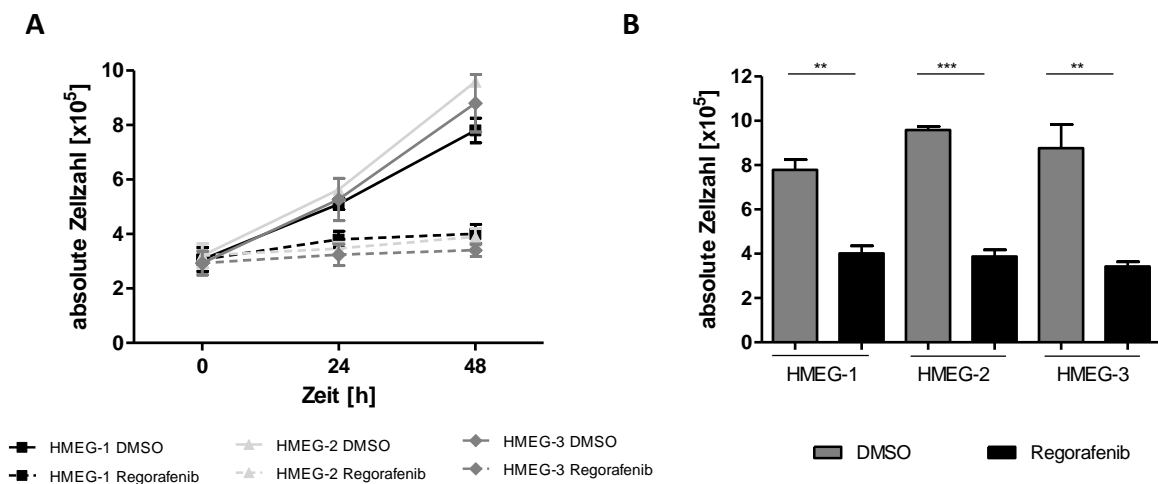 A
absolute Zellzahl [x10⁵]
10
8
6
4
2
0
0 24 48
Zeit [h]
HMEG-1 DMSO HMEG-2 DMSO HMEG-3 DMSO
HMEG-1 Regorafenib HMEG-2 Regorafenib HMEG-3 Regorafenib
B
absolute Zellzahl [x10⁵]
** *** **
12
10
8
6
4
2
0
HMEG-1 HMEG-2 HMEG-3
DMSO Regorafenib